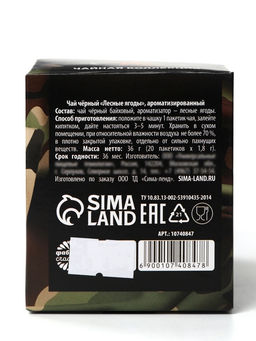 Чай чёрный «Лесные ягоды», ароматизированный
Состав: чай чёрный байховый, ароматизатор — лесные ягоды.
Способ приготовления: положите в чашку 1 пакетик чая, залейте
кипятком, дайте настояться 3–5 минут. Хранить в сухом
помещении, при относительной влажности воздуха не более 70 %,
в плотно закрытой упаковке, отдельно от сильно пахнущих
веществ. Масса нетто: 36 г (20 пакетиков х 1,8 г).
Срок годности: 36 мес. Изготовлено в России. ООО
Изготовлено по заказу ООО ТД «Сима-ленд». SIMA-LAND.RU
SIMA
LAND
EAC
21
ТУ 10.83.13-002-53910435-2014
Арт.: 10740847
6 900107 408478